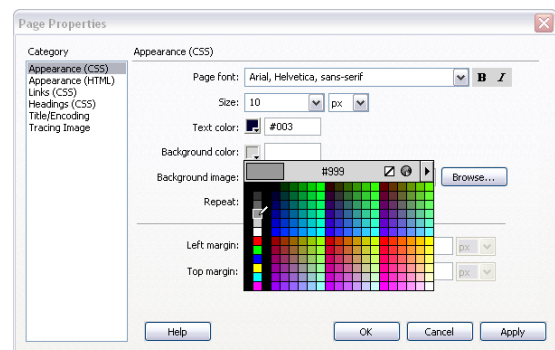 Page Properties
Category
Appearance (CSS)
Appearance (CSS)
Appearance (HTML)
Links (CSS)
Headings (CSS)
Title/Encoding
Tracing Image
Page font: Arial, Helvetica, sans-serif B I
Size: 10 px
Text color: #003
Background color:
Background image: #999 Browse...
Repeat:
Left margin: px
Top margin: px
Help OK Cancel Apply